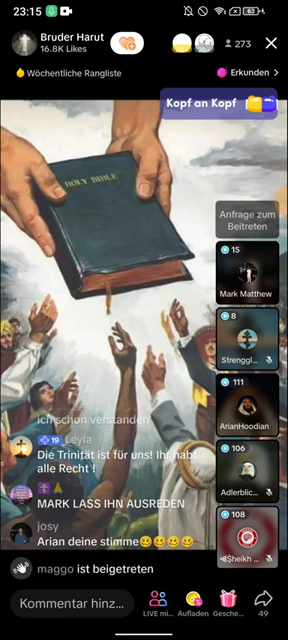 23:15
63
Bruder Harut
16.8K Likes
273
Wöchentliche Rangliste
Erkunden
Kopf an Kopf
HOLY BIBLE
Anfrage zum
Beitreten
15
Mark Matthew
8
Strenggl...
111
ArianHoodian
106
Adlerblic...
108
$heikh ...
ich schon verstanden
19 Leyla
Die Trinität ist für uns! Ihr habt
alle Recht !
MARK LASS IHN AUSREDEN
josy
Arian deine stimme🥴🥴🥴🥴
maggo ist beigetreten
Kommentar hinz...
LIVE mi...
Aufladen
Gesche...
49